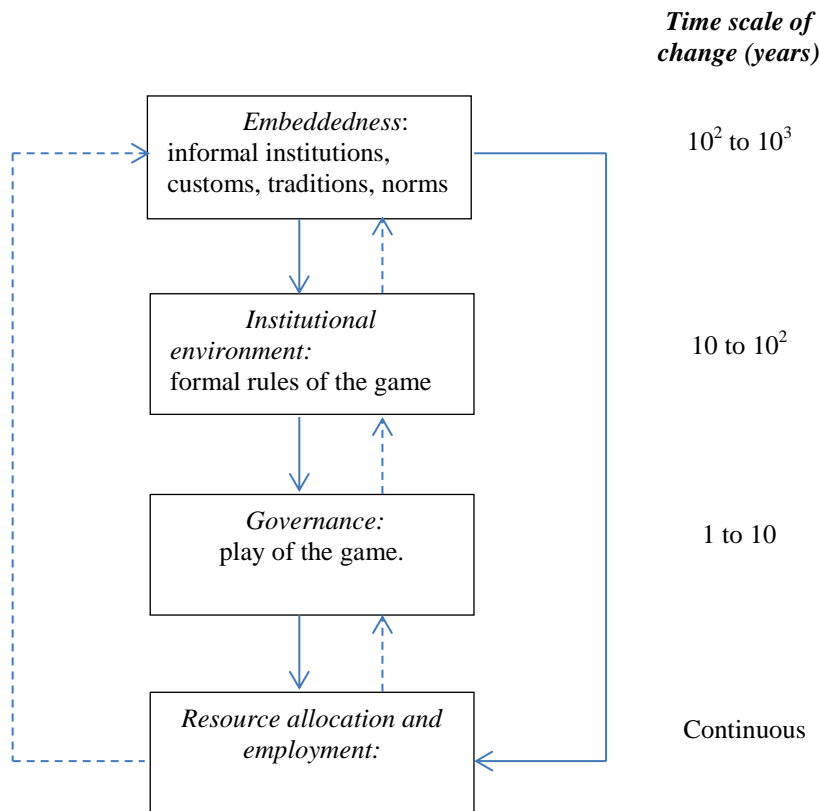 Time scale of
change (years)
Embeddedness:
informal institutions,
customs, traditions, norms
10² to 10³
Institutional
environment:
formal rules of the game
10 to 10²
Governance:
play of the game.
1 to 10
Resource allocation and
employment:
Continuous